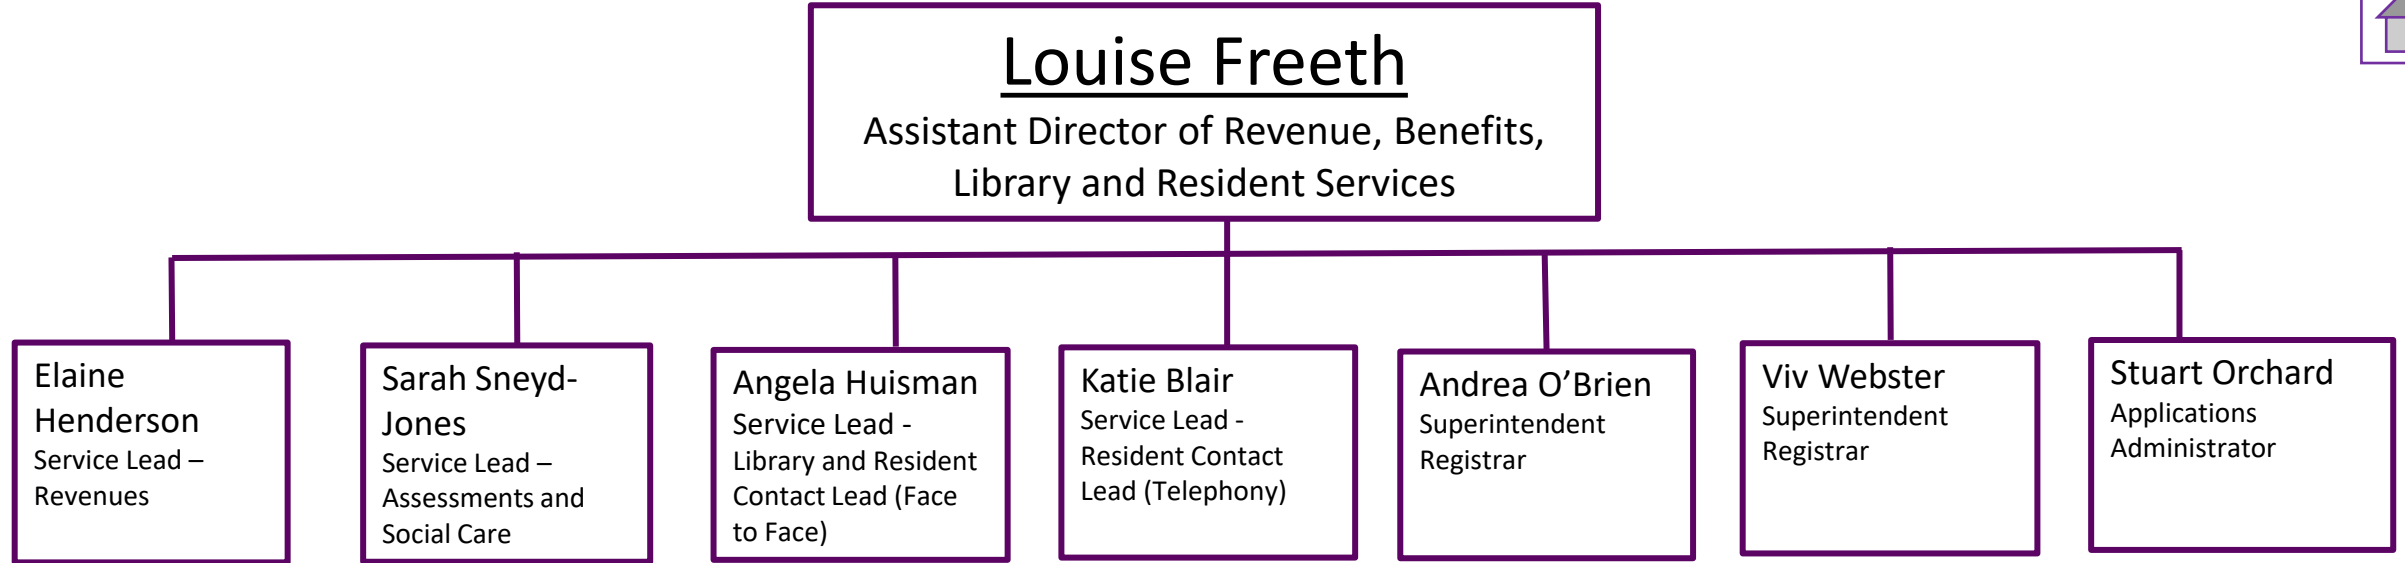 Louise Freeth
Assistant Director of Revenue, Benefits,
Library and Resident Services
Elaine
Henderson
Service Lead –
Revenues
Sarah Sneyd-
Jones
Service Lead –
Assessments and
Social Care
Angela Huisman
Service Lead -
Library and Resident
Contact Lead (Face
to Face)
Katie Blair
Service Lead -
Resident Contact
Lead (Telephony)
Andrea O’Brien
Superintendent
Registrar
Viv Webster
Superintendent
Registrar
Stuart Orchard
Applications
Administrator